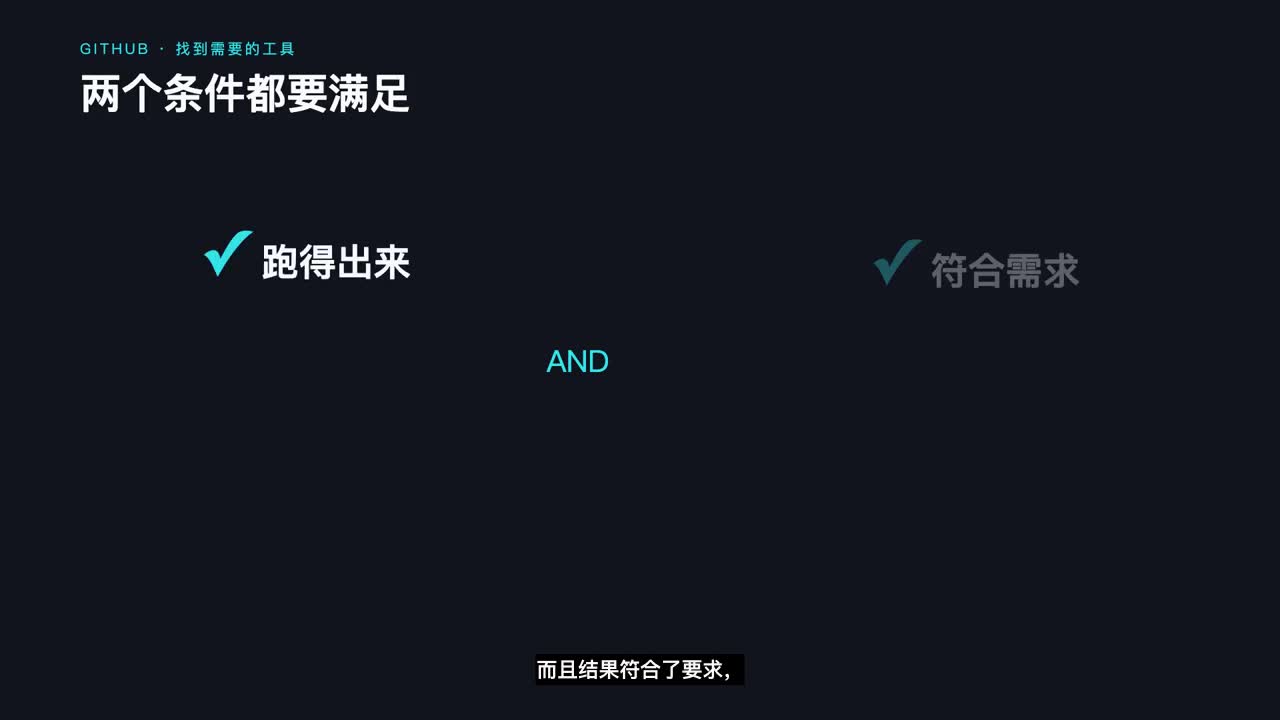 GITHUB · 找到需要的工具
两个条件都要满足
✓ 跑得出来
✓ 符合需求
AND
而且结果符合了要求，